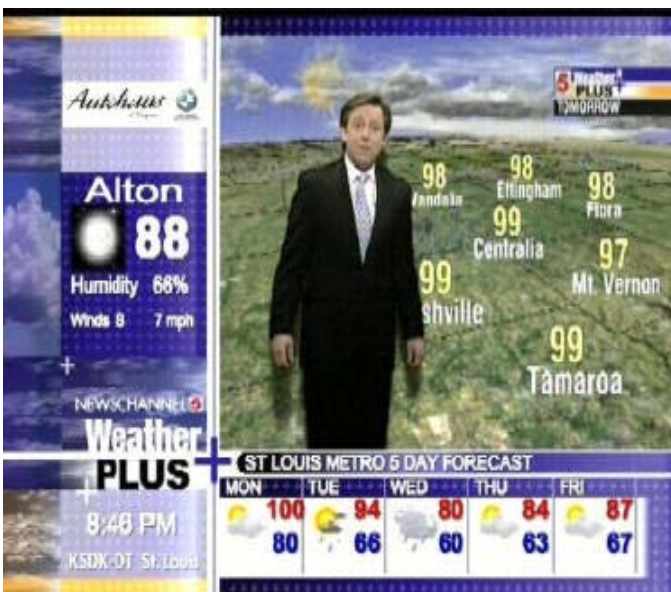 Autohaus
Alton
88
Humidity 66%
Winds S 7 mph
NEWSCHANNEL 5
Weather
PLUS
8:46 PM
KSDK-DT St. Louis
5 Weather
PLUS
TOMORROW
98
Vandalia
98
Effingham
98
Flora
99
Centralia
97
Mt. Vernon
99
shville
99
Tamaroa
ST LOUIS METRO 5 DAY FORECAST
MON TUE WED THU FRI
100 94 80 84 87
80 66 60 63 67